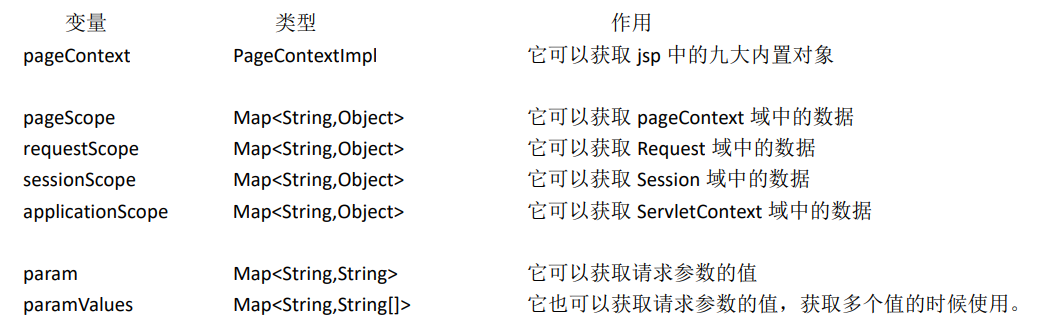 变量 类型 作用
pageContext PageContextImpl 它可以获取 jsp 中的九大内置对象
pageScope Map<String,Object> 它可以获取 pageContext 域中的数据
requestScope Map<String,Object> 它可以获取 Request 域中的数据
sessionScope Map<String,Object> 它可以获取 Session 域中的数据
applicationScope Map<String,Object> 它可以获取 ServletContext 域中的数据
param Map<String,String> 它可以获取请求参数的值
paramValues Map<String,String[]> 它也可以获取请求参数的值，获取多个值的时候使用。